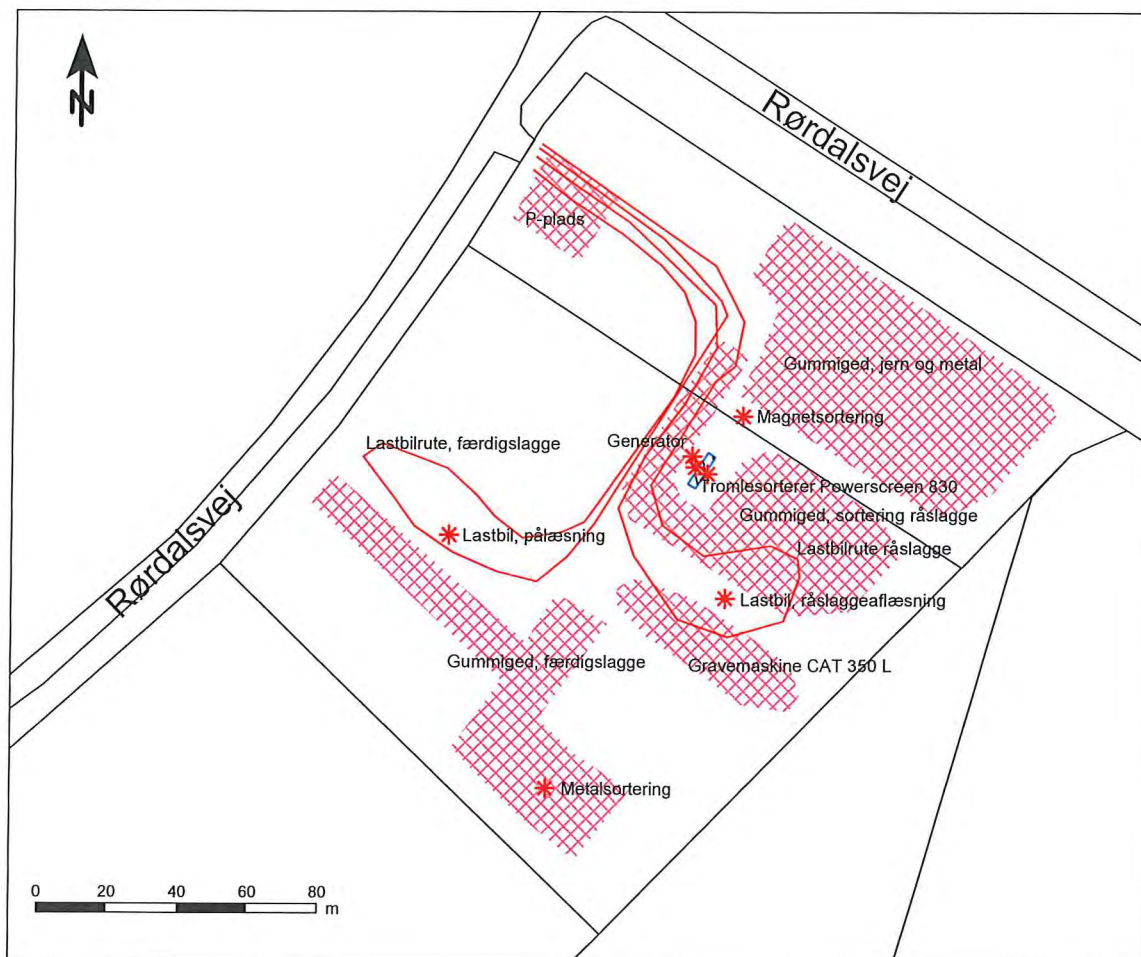 N
Rørdalsvej
P-plads
Gummiged, jern og metal
Magnetsortering
Lastbilrute, færdigslagge
Generator
Tromlesorterer Powerscreen 830
Gummiged, sortering råslagge
Lastbil, pålæsning
Lastbilrute råslagge
Rørdalsvej
Lastbil, råslaggeaflæsning
Gummiged, færdigslagge
Gravemaskine CAT 350 L
Metalsortering
0 20 40 60 80
m